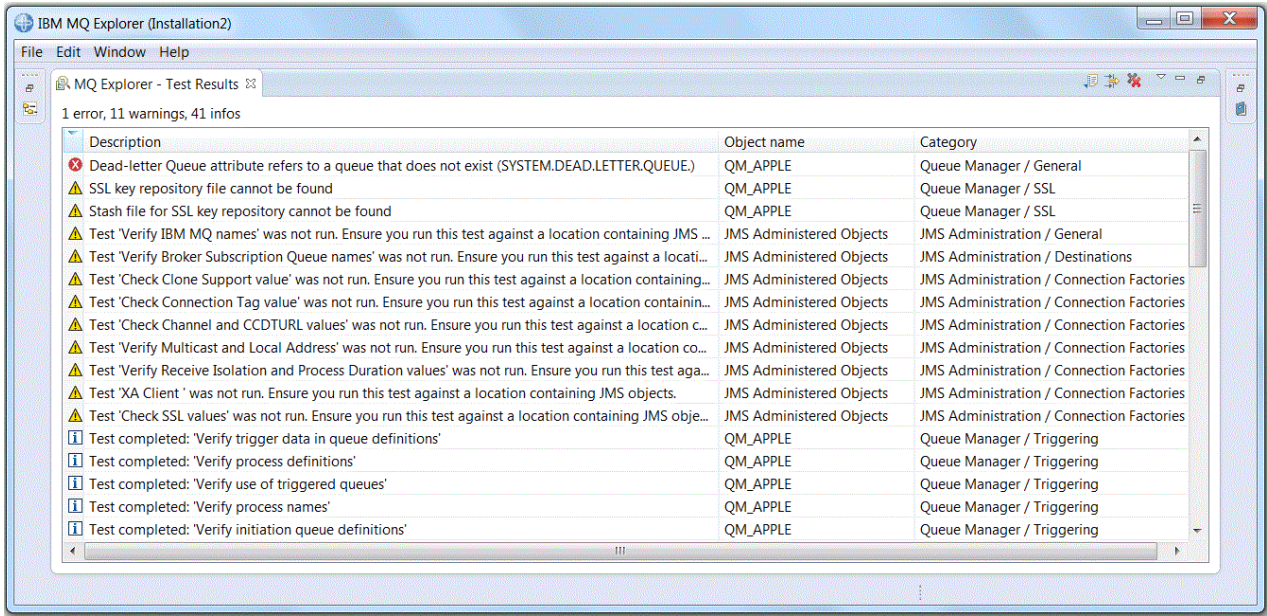 IBM MQ Explorer (Installation2)
File Edit Window Help
MQ Explorer - Test Results
1 error, 11 warnings, 41 infos
Description Object name Category
Dead-letter Queue attribute refers to a queue that does not exist (SYSTEM.DEAD.LETTER.QUEUE.) QM_APPLE Queue Manager / General
SSL key repository file cannot be found QM_APPLE Queue Manager / SSL
Stash file for SSL key repository cannot be found QM_APPLE Queue Manager / SSL
Test 'Verify IBM MQ names' was not run. Ensure you run this test against a location containing JMS ... JMS Administered Objects JMS Administration / General
Test 'Verify Broker Subscription Queue names' was not run. Ensure you run this test against a locati... JMS Administered Objects JMS Administration / Destinations
Test 'Check Clone Support value' was not run. Ensure you run this test against a location containing... JMS Administered Objects JMS Administration / Connection Factories
Test 'Check Connection Tag value' was not run. Ensure you run this test against a location containin... JMS Administered Objects JMS Administration / Connection Factories
Test 'Check Channel and CCDTURL values' was not run. Ensure you run this test against a location c... JMS Administered Objects JMS Administration / Connection Factories
Test 'Verify Multicast and Local Address' was not run. Ensure you run this test against a location co... JMS Administered Objects JMS Administration / Connection Factories
Test 'Verify Receive Isolation and Process Duration values' was not run. Ensure you run this test aga... JMS Administered Objects JMS Administration / Connection Factories
Test 'XA Client ' was not run. Ensure you run this test against a location containing JMS objects. JMS Administered Objects JMS Administration / Connection Factories
Test 'Check SSL values' was not run. Ensure you run this test against a location containing JMS obje... JMS Administered Objects JMS Administration / Connection Factories
Test completed: 'Verify trigger data in queue definitions' QM_APPLE Queue Manager / Triggering
Test completed: 'Verify process definitions' QM_APPLE Queue Manager / Triggering
Test completed: 'Verify use of triggered queues' QM_APPLE Queue Manager / Triggering
Test completed: 'Verify process names' QM_APPLE Queue Manager / Triggering
Test completed: 'Verify initiation queue definitions' QM_APPLE Queue Manager / Triggering